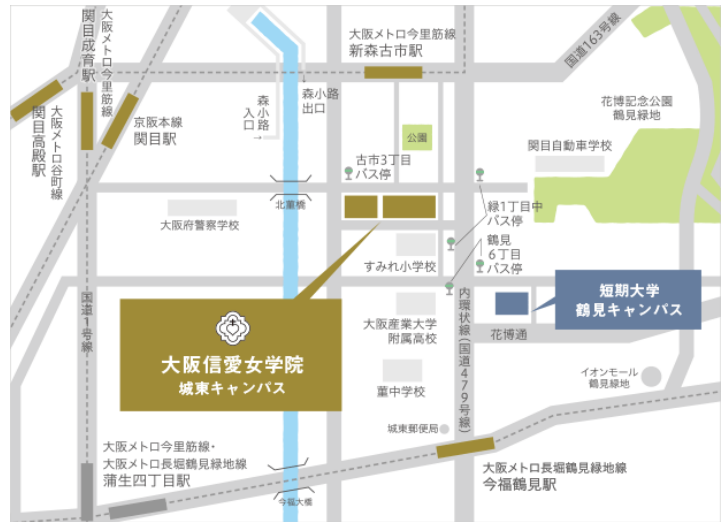 大阪メトロ今里筋線
関目成育駅
大阪メトロ谷町線
関目高殿駅
京阪本線
関目駅
森小路
入口→
森小路
出口
大阪メトロ今里筋線
新森古市駅
国道163号線
花博記念公園
鶴見緑地
公園
関目自動車学校
古市3丁目
バス停
大阪府警察学校
北菫橋
緑1丁目中
バス停
すみれ小学校
鶴見
6丁目
バス停
国道1号線
大阪信愛女学院
城東キャンパス
大阪産業大学
附属高校
内環状線(国道479号線)
短期大学
鶴見キャンパス
花博通
菫中学校
イオンモール
鶴見緑地
城東郵便局
大阪メトロ今里筋線・
大阪メトロ長堀鶴見緑地線
蒲生四丁目駅
今福大橋
大阪メトロ長堀鶴見緑地線
今福鶴見駅